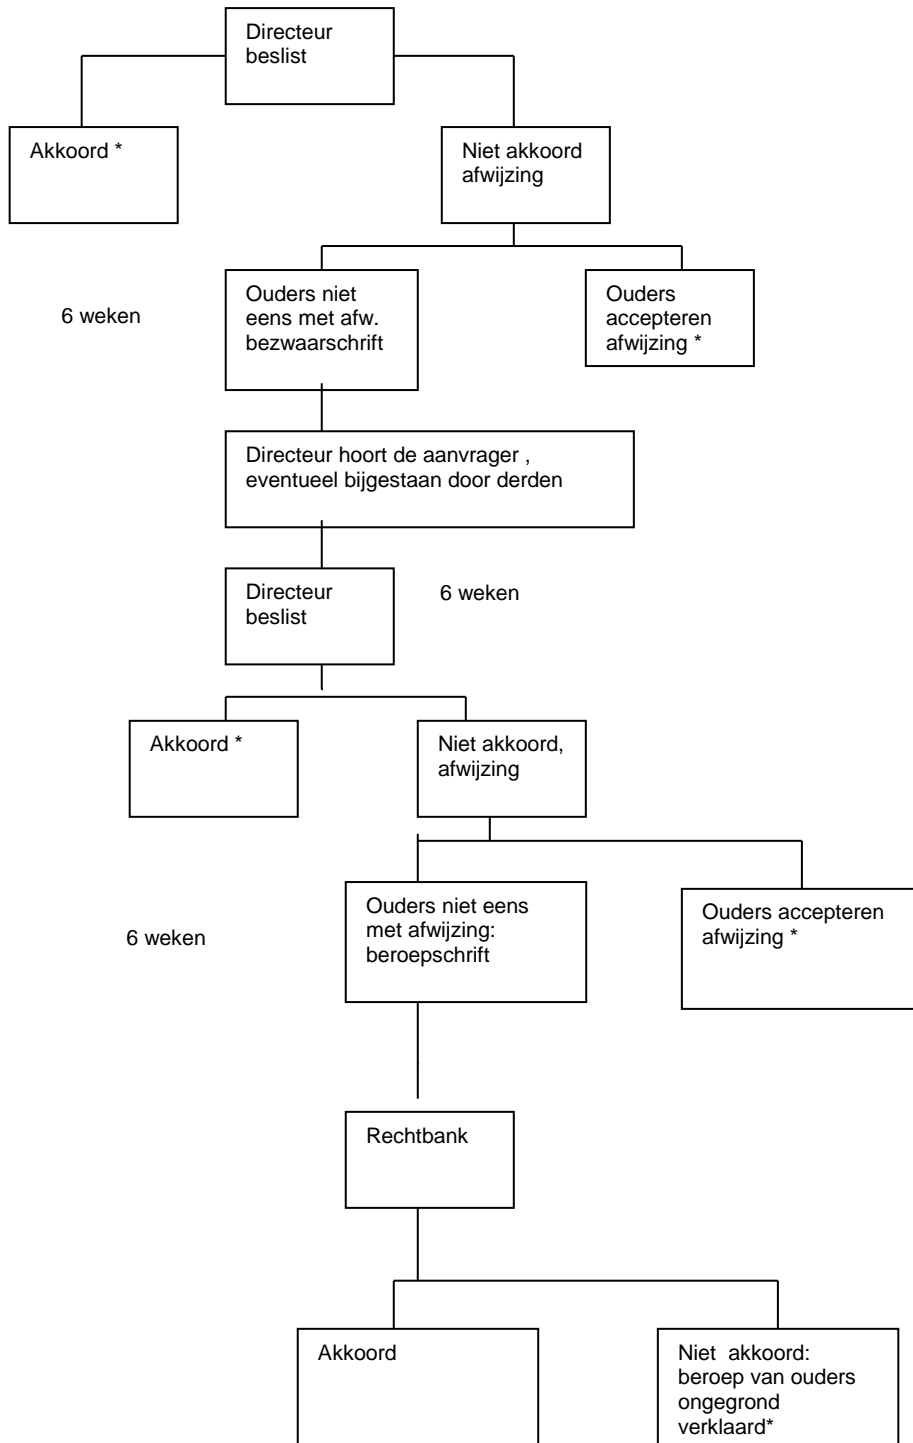 Directeur
beslist
Akkoord *
Niet akkoord
afwijzing
6 weken
Ouders niet
eens met afw.
bezwaarschrift
Ouders
accepteren
afwijzing *
Directeur hoort de aanvrager ,
eventueel bijgestaan door derden
Directeur
beslist
6 weken
Akkoord *
Niet akkoord,
afwijzing
6 weken
Ouders niet eens
met afwijzing:
beroepschrift
Ouders accepteren
afwijzing *
Rechtbank
Akkoord
Niet  akkoord:
beroep van ouders
ongegrond
verklaard*